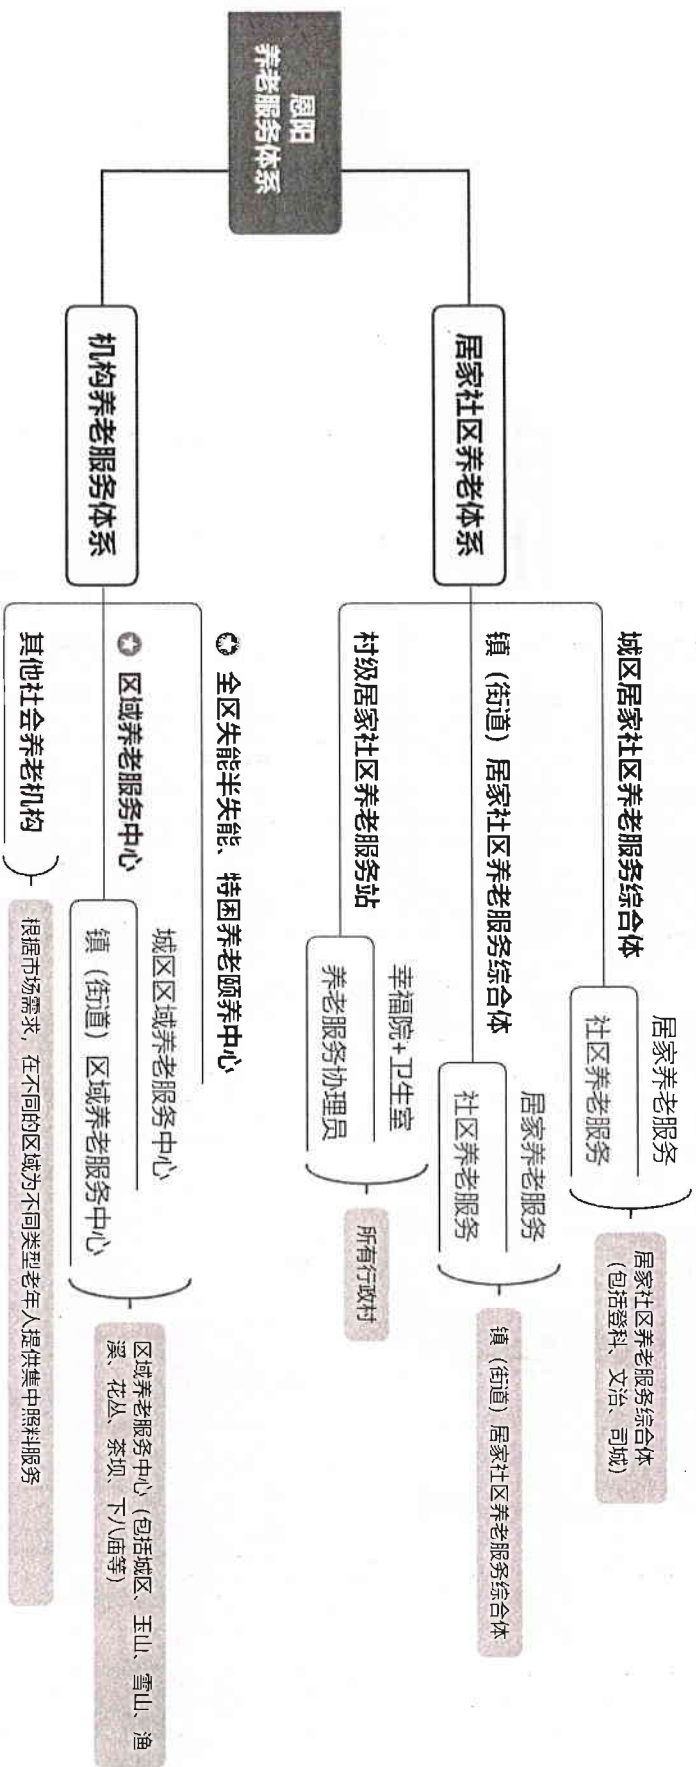 恩阳
养老服务体系
居家社区养老体系
城区居家社区养老服务综合体
居家养老服务
社区养老服务
居家社区养老服务综合体
(包括登科、文治、司城)
镇（街道）居家社区养老服务综合体
居家养老服务
社区养老服务
镇（街道）居家社区养老服务综合体
村级居家社区养老服务站
幸福院+卫生室
养老服务协理员
所有行政村
机构养老服务体系
全区失能半失能、特困养老颐养中心
区域养老服务中心
城区区域养老服务中心
镇（街道）区域养老服务中心
区域养老服务中心（包括城区、玉山、雪山、渔
溪、花丛、茶坝、下八庙等）
其他社会养老机构
根据市场需求，在不同的区域为不同类型老年人提供集中照料服务